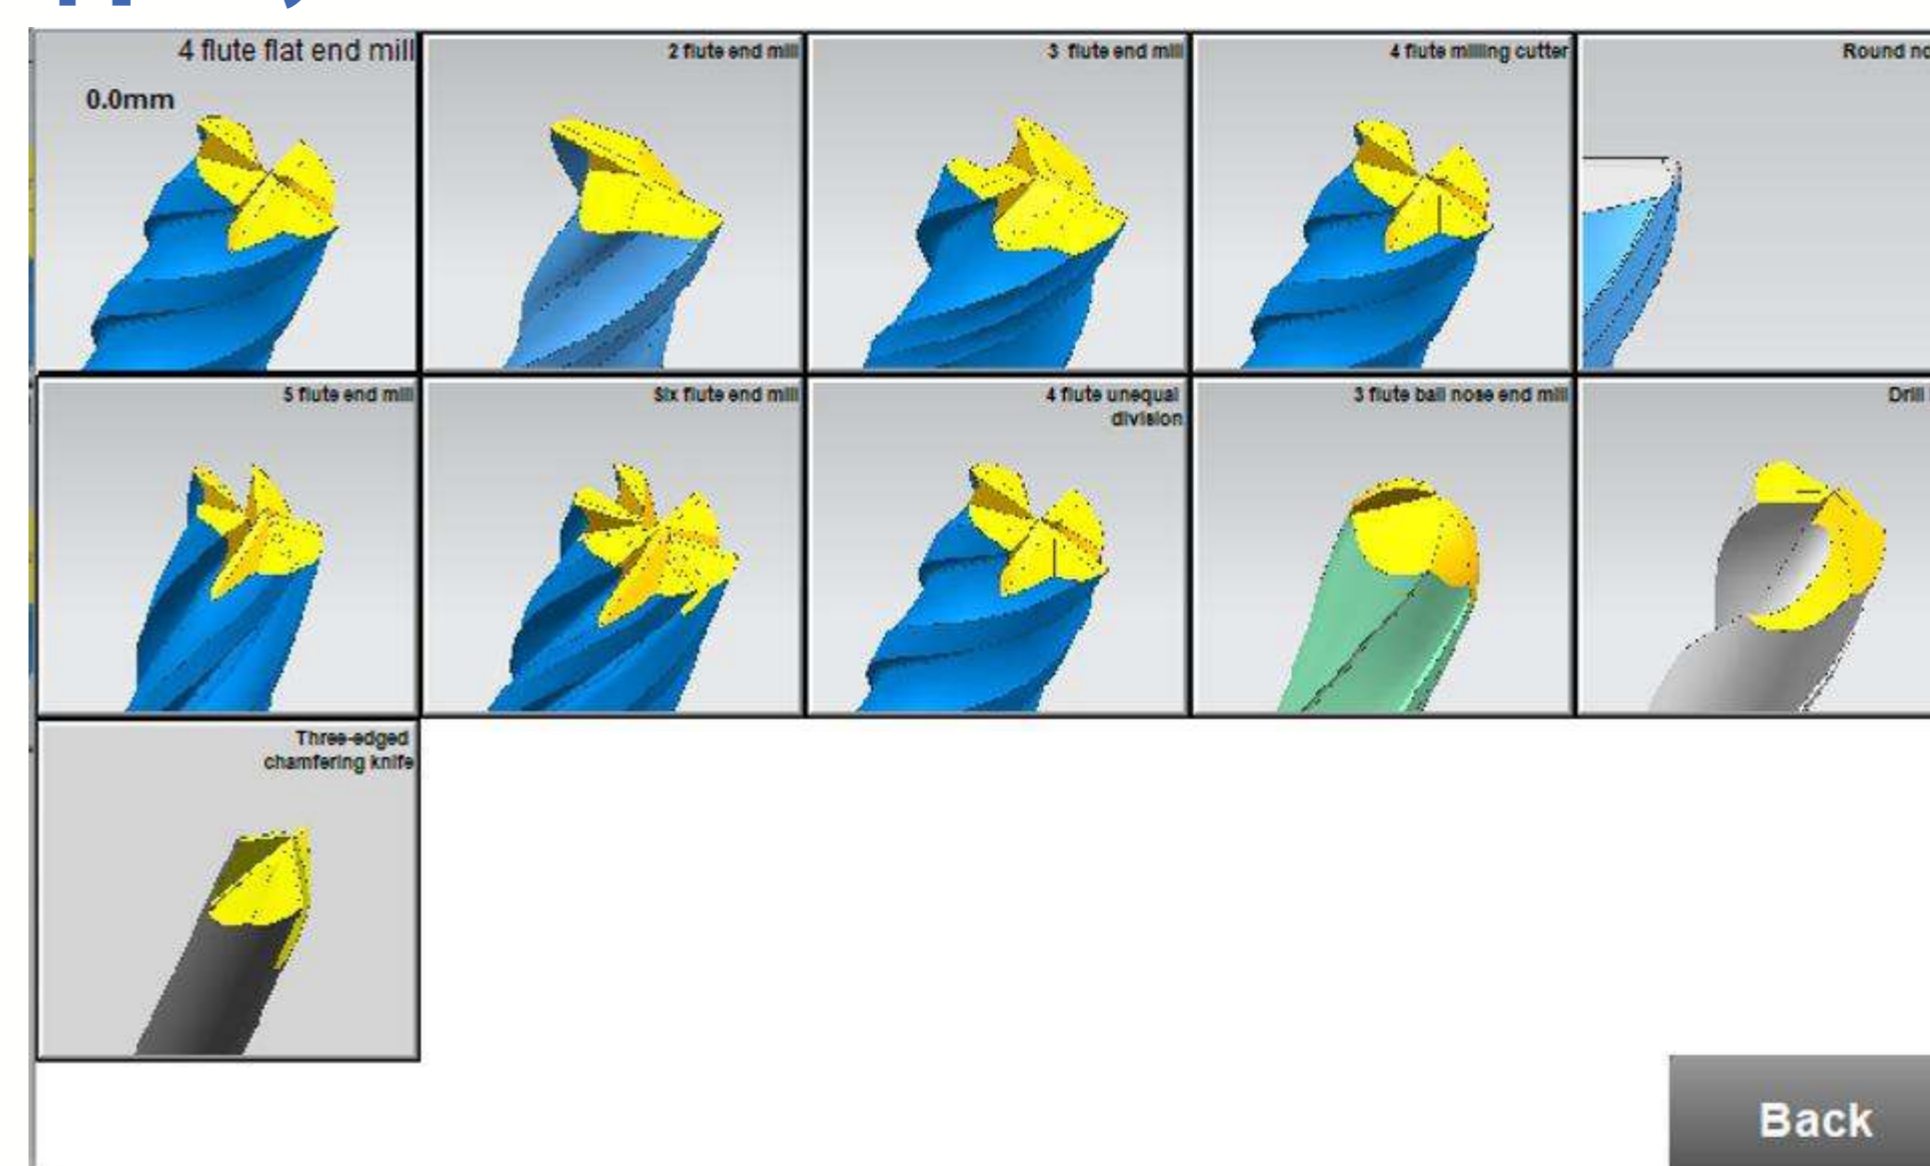 4 flute flat end mill
0.0mm
2 flute end mill
3 flute end mill
4 flute milling cutter
Round
5 flute end mill
Six flute end mill
4 flute unequal
division
3 flute ball nose end mill
Drill
Three-edged
chamfering knife
Back